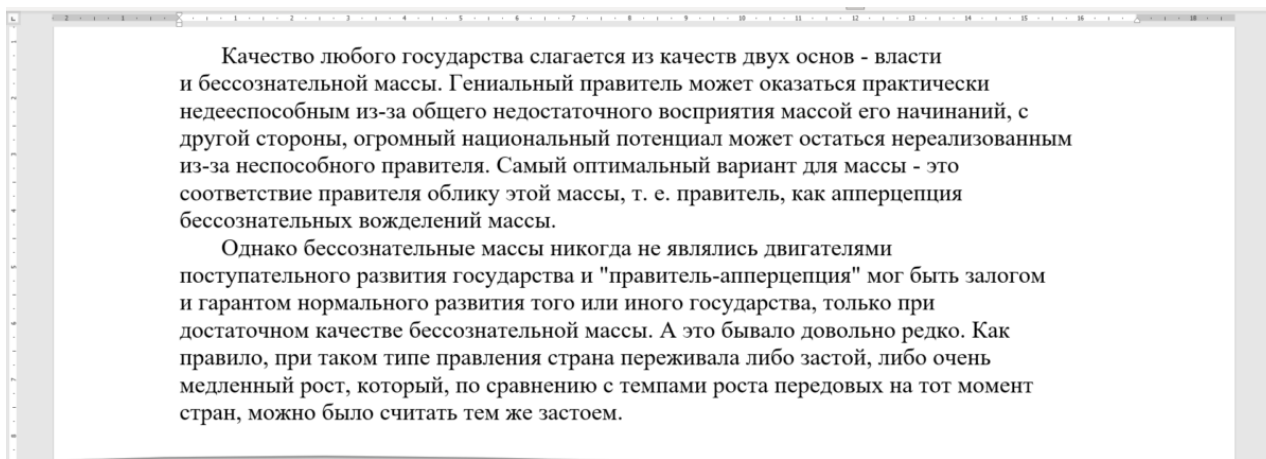 Качество любого государства слагается из качеств двух основ - власти
и бессознательной массы. Гениальный правитель может оказаться практически
недееспособным из-за общего недостаточного восприятия массой его начинаний, с
другой стороны, огромный национальный потенциал может остаться нереализованным
из-за неспособного правителя. Самый оптимальный вариант для массы - это
соответствие правителя облику этой массы, т. е. правитель, как апперцепция
бессознательных вожделений массы.
Однако бессознательные массы никогда не являлись двигателями
поступательного развития государства и "правитель-апперцепция" мог быть залогом
и гарантом нормального развития того или иного государства, только при
достаточном качестве бессознательной массы. А это бывало довольно редко. Как
правило, при таком типе правления страна переживала либо застой, либо очень
медленный рост, который, по сравнению с темпами роста передовых на тот момент
стран, можно было считать тем же застоем.